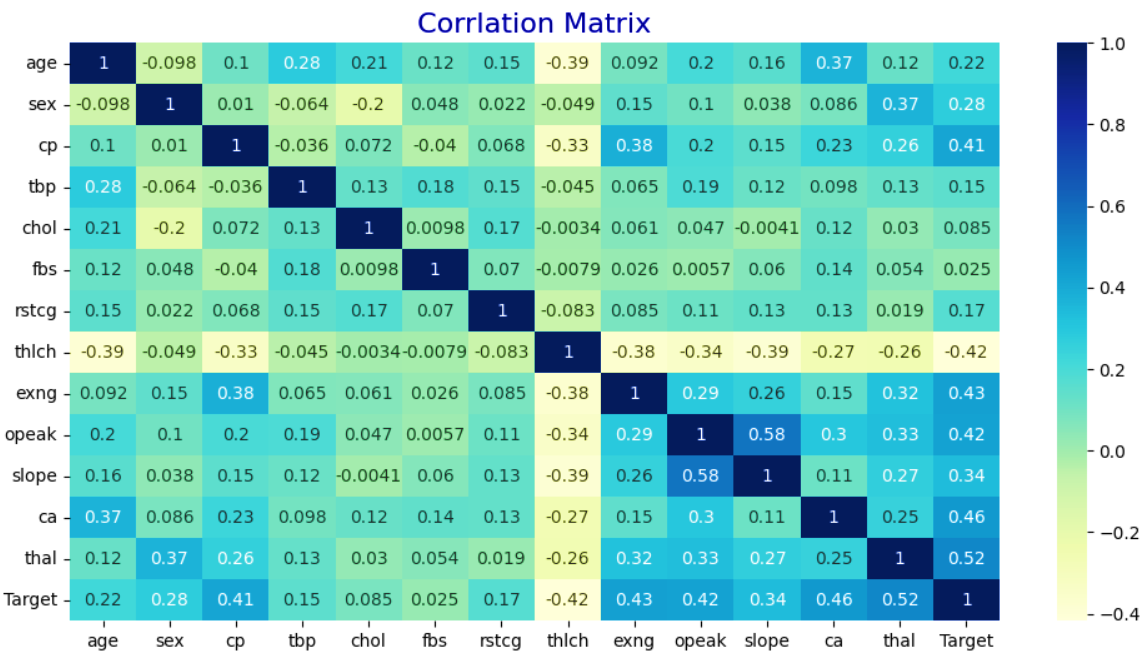 Corrlation Matrix
age 1 -0.098 0.1 0.28 0.21 0.12 0.15 -0.39 0.092 0.2 0.16 0.37 0.12 0.22
sex -0.098 1 0.01 -0.064 -0.2 0.048 0.022 -0.049 0.15 0.1 0.038 0.086 0.37 0.28
cp 0.1 0.01 1 -0.036 0.072 -0.04 0.068 -0.33 0.38 0.2 0.15 0.23 0.26 0.41
tbp 0.28 -0.064 -0.036 1 0.13 0.18 0.15 -0.045 0.065 0.19 0.12 0.098 0.13 0.15
chol 0.21 -0.2 0.072 0.13 1 0.0098 0.17 -0.0034 0.061 0.047 -0.0041 0.12 0.03 0.085
fbs 0.12 0.048 -0.04 0.18 0.0098 1 0.07 -0.0079 0.026 0.0057 0.06 0.14 0.054 0.025
rstcg 0.15 0.022 0.068 0.15 0.17 0.07 1 -0.083 0.085 0.11 0.13 0.13 0.019 0.17
thlch -0.39 -0.049 -0.33 -0.045 -0.0034 -0.0079 -0.083 1 -0.38 -0.34 -0.39 -0.27 -0.26 -0.42
exng 0.092 0.15 0.38 0.065 0.061 0.026 0.085 -0.38 1 0.29 0.26 0.15 0.32 0.43
opeak 0.2 0.1 0.2 0.19 0.047 0.0057 0.11 -0.34 0.29 1 0.58 0.3 0.33 0.42
slope 0.16 0.038 0.15 0.12 -0.0041 0.06 0.13 -0.39 0.26 0.58 1 0.11 0.27 0.34
ca 0.37 0.086 0.23 0.098 0.12 0.14 0.13 -0.27 0.15 0.3 0.11 1 0.25 0.46
thal 0.12 0.37 0.26 0.13 0.03 0.054 0.019 -0.26 0.32 0.33 0.27 0.25 1 0.52
Target 0.22 0.28 0.41 0.15 0.085 0.025 0.17 -0.42 0.43 0.42 0.34 0.46 0.52 1
age sex cp tbp chol fbs rstcg thlch exng opeak slope ca thal Target
1.0
0.8
0.6
0.4
0.2
0.0
−0.2
−0.4